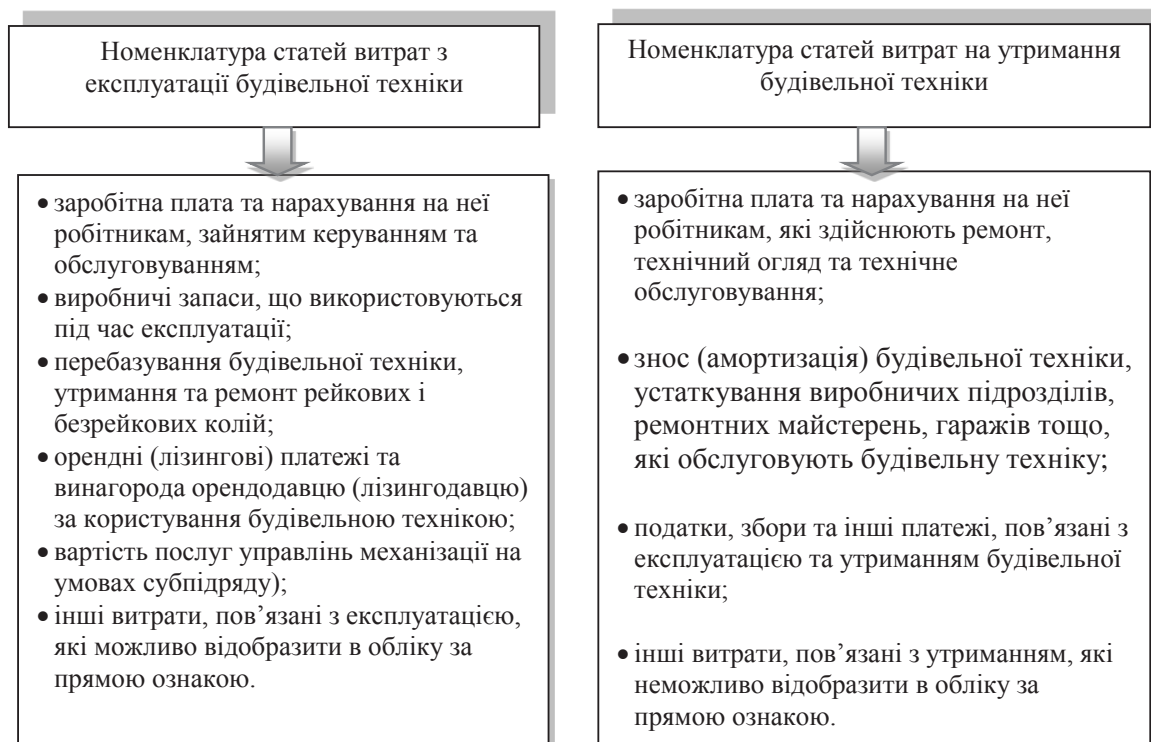 Номенклатура статей витрат з
експлуатації будівельної техніки
• заробітна плата та нарахування на неї
робітникам, зайнятим керуванням та
обслуговуванням;
• виробничі запаси, що використовуються
під час експлуатації;
• перебазування будівельної техніки,
утримання та ремонт рейкових і
безрейкових колій;
• орендні (лізингові) платежі та
винагорода орендодавцю (лізингодавцю)
за користування будівельною технікою;
• вартість послуг управлінь механізації на
умовах субпідряду);
• інші витрати, пов’язані з експлуатацією,
які можливо відобразити в обліку за
прямою ознакою.
Номенклатура статей витрат на утримання
будівельної техніки
• заробітна плата та нарахування на неї
робітникам, які здійснюють ремонт,
технічний огляд та технічне
обслуговування;
• знос (амортизація) будівельної техніки,
устаткування виробничих підрозділів,
ремонтних майстерень, гаражів тощо,
які обслуговують будівельну техніку;
• податки, збори та інші платежі, пов’язані з
експлуатацією та утриманням будівельної
техніки;
• інші витрати, пов’язані з утриманням, які
неможливо відобразити в обліку за
прямою ознакою.